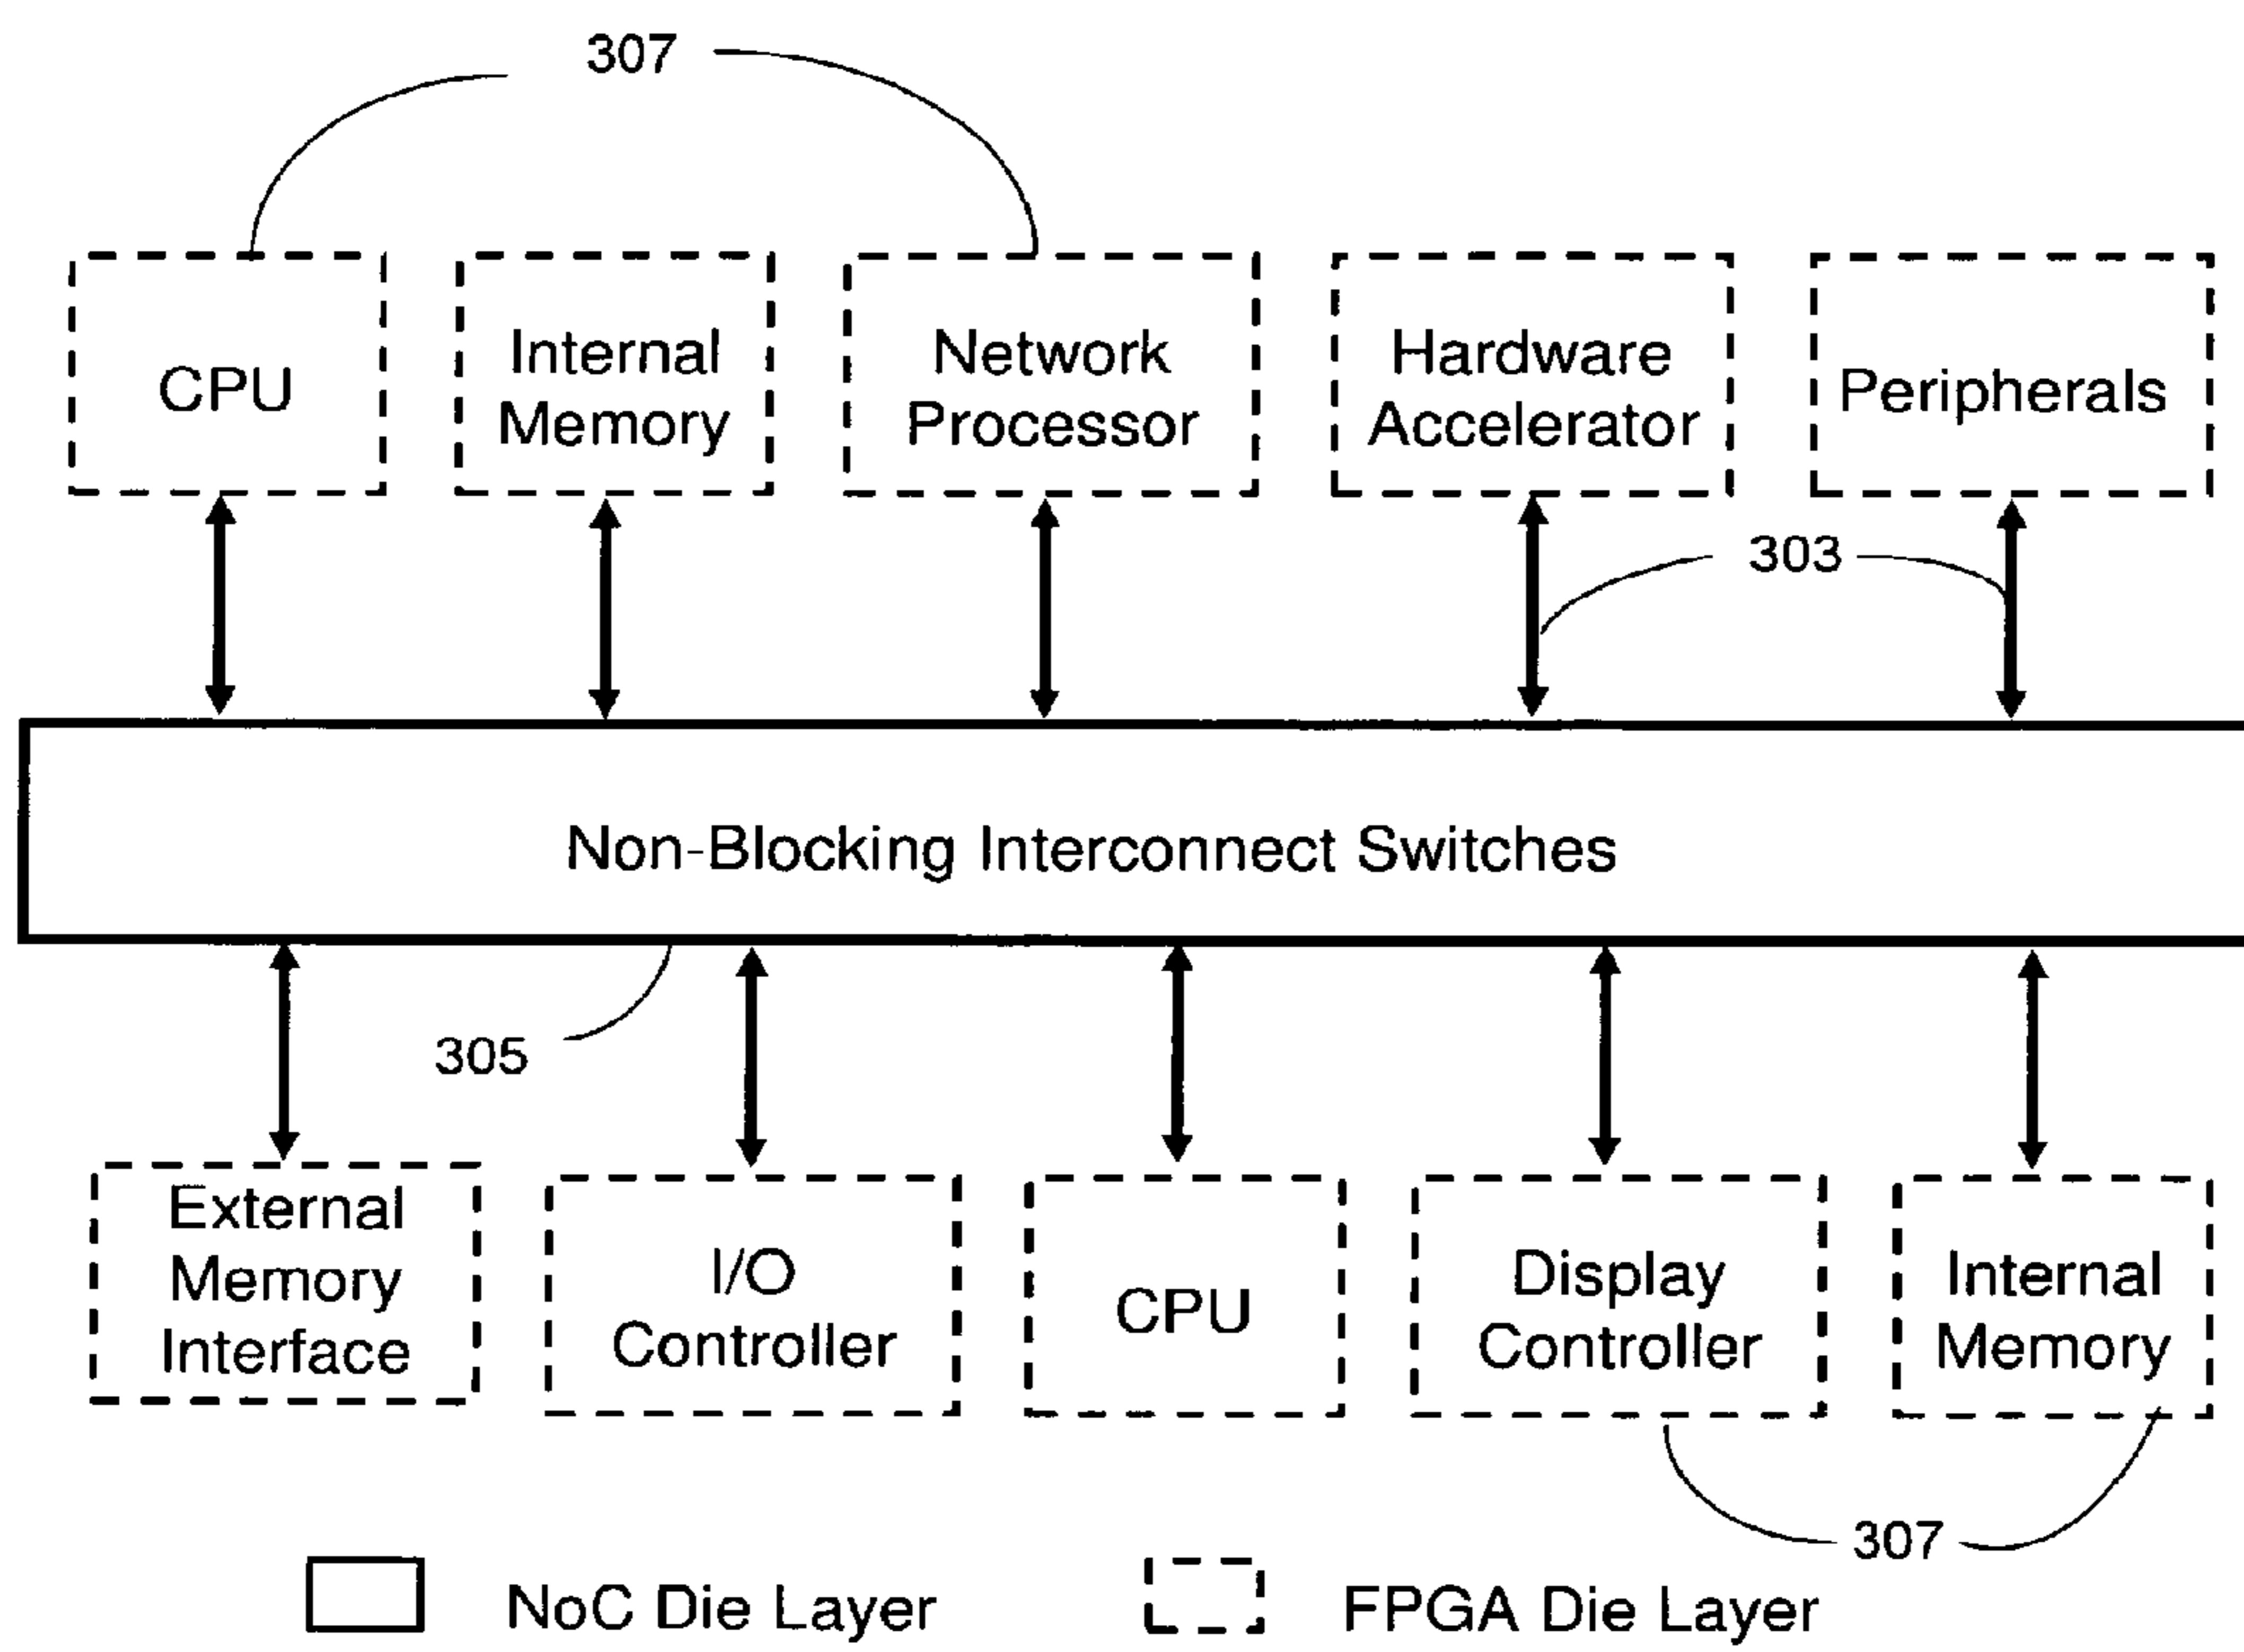 307
CPU
Internal
Memory
Network
Processor
Hardware
Accelerator
Peripherals
303
Non-Blocking Interconnect Switches
305
External
Memory
Interface
I/O
Controller
CPU
Display
Controller
Internal
Memory
307
NoC Die Layer
FPGA Die Layer